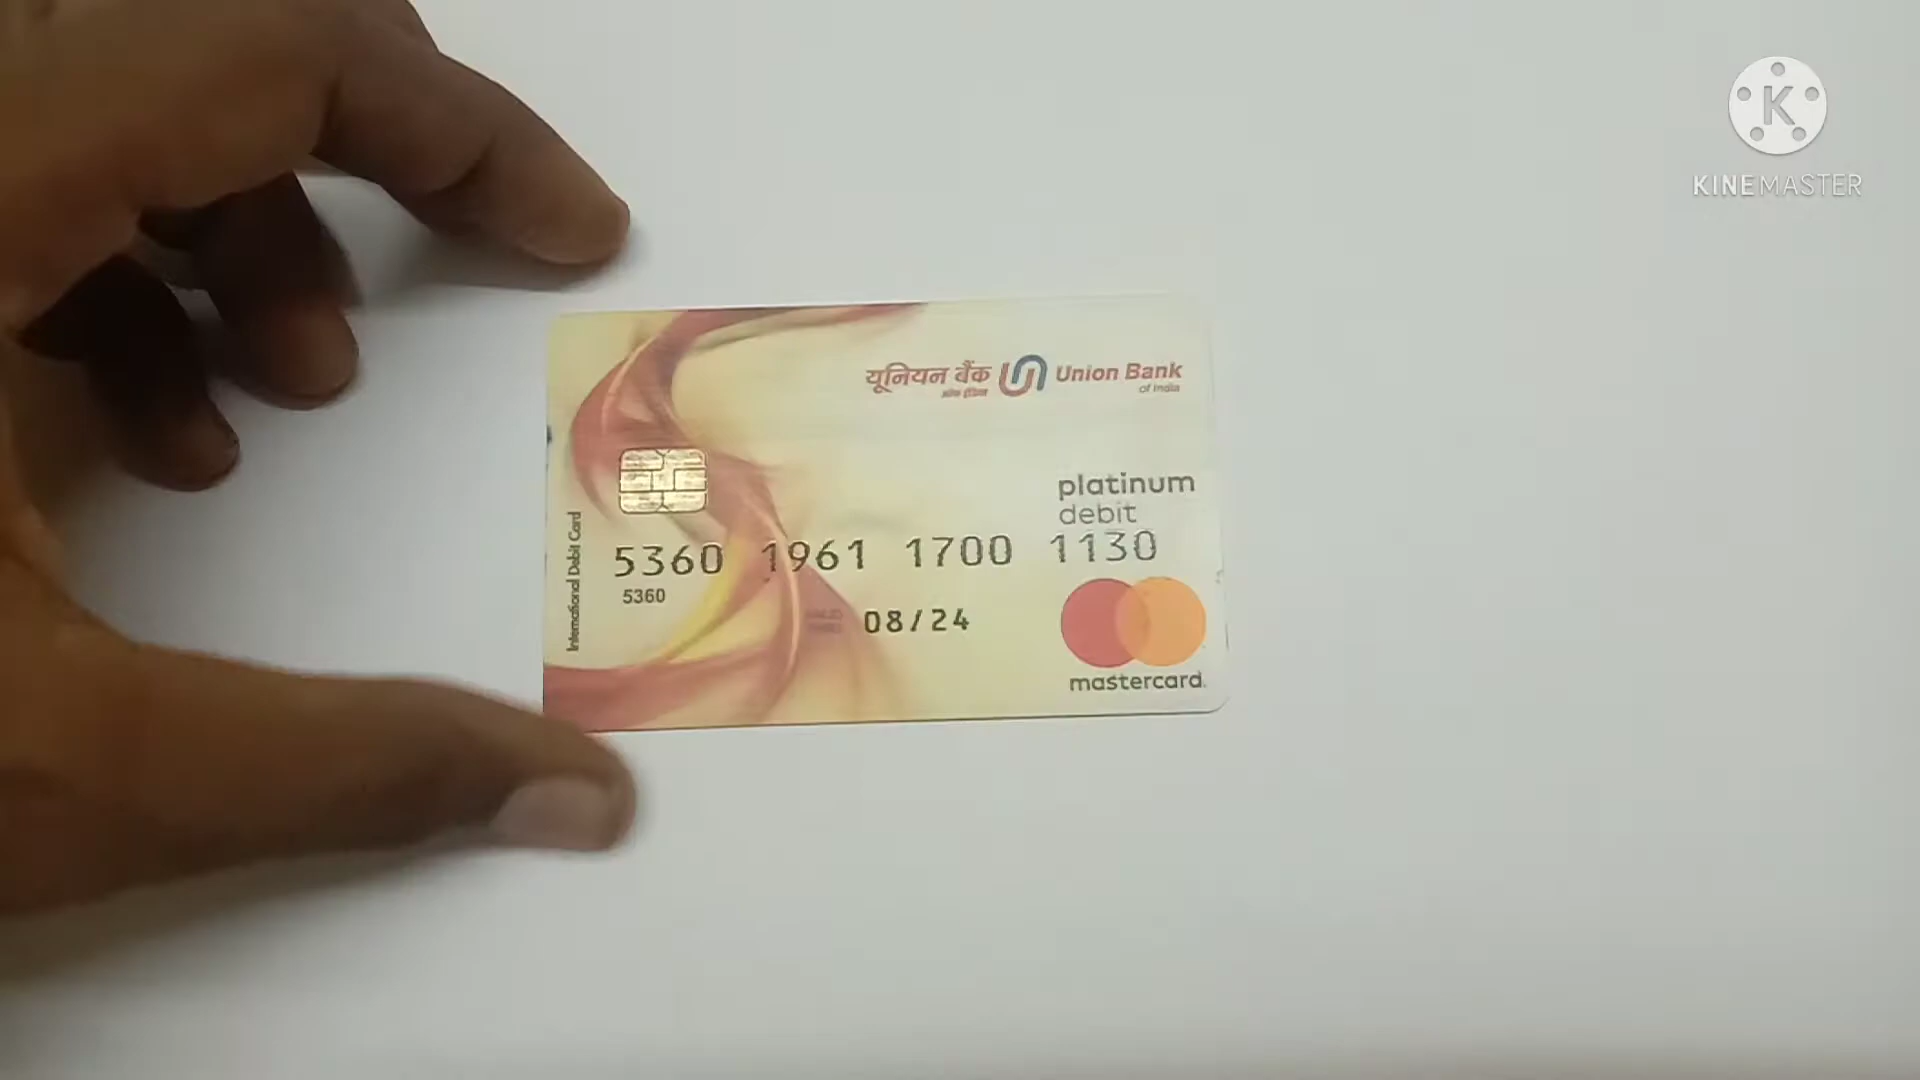 KINEMASTER
यूनियन बैंक Union Bank
of India
platinum
debit
International Debit Card
5360 1961 1700 1130
5360
08/24
mastercard.